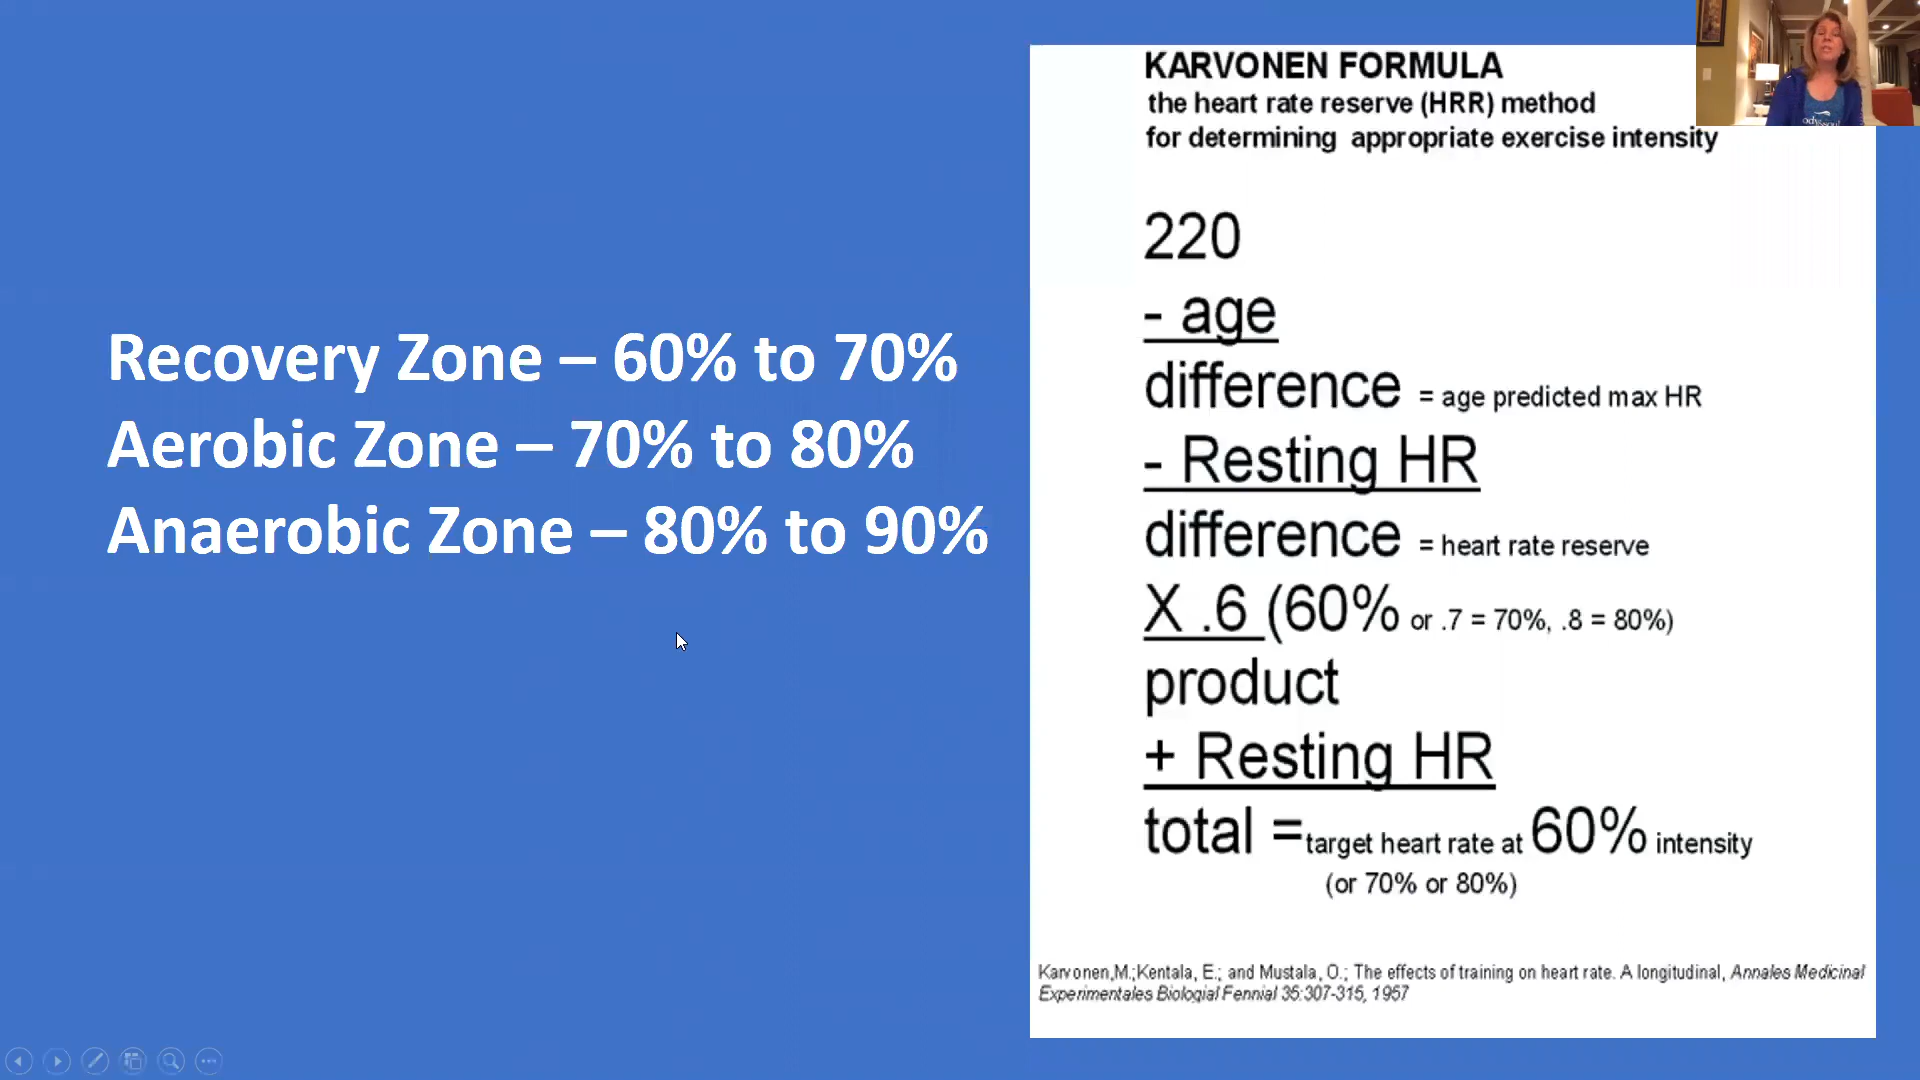 Recovery Zone – 60% to 70%
Aerobic Zone – 70% to 80%
Anaerobic Zone – 80% to 90%
KARVONEN FORMULA
the heart rate reserve (HRR) method
for determining appropriate exercise intensity
220
- age
difference = age predicted max HR
- Resting HR
difference = heart rate reserve
X .6 (60% or .7 = 70%, .8 = 80%)
product
+ Resting HR
total = target heart rate at 60% intensity
(or 70% or 80%)
Karvonen,M.;Kentala, E.; and Mustala, O.; The effects of training on heart rate. A longitudinal, Annales Medicinal
Experimentales Biologial Fennial 35:307-315, 1957